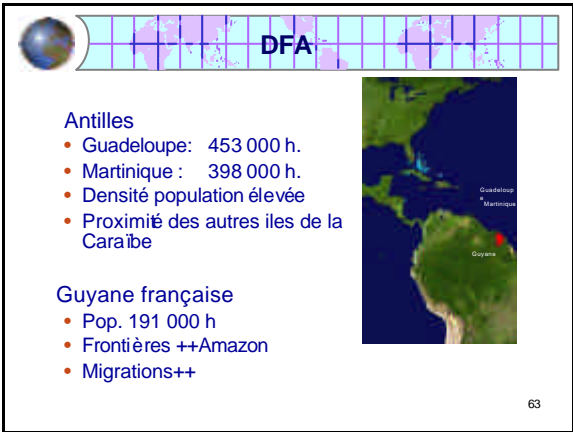 DFA
Antilles
• Guadeloupe: 453 000 h.
• Martinique : 398 000 h.
• Densité population élevée
• Proximité des autres iles de la
Caraïbe
Guadeloup
e
Martinique
Guyane
Guyane française
• Pop. 191 000 h
• Frontières ++Amazon
• Migrations++
63